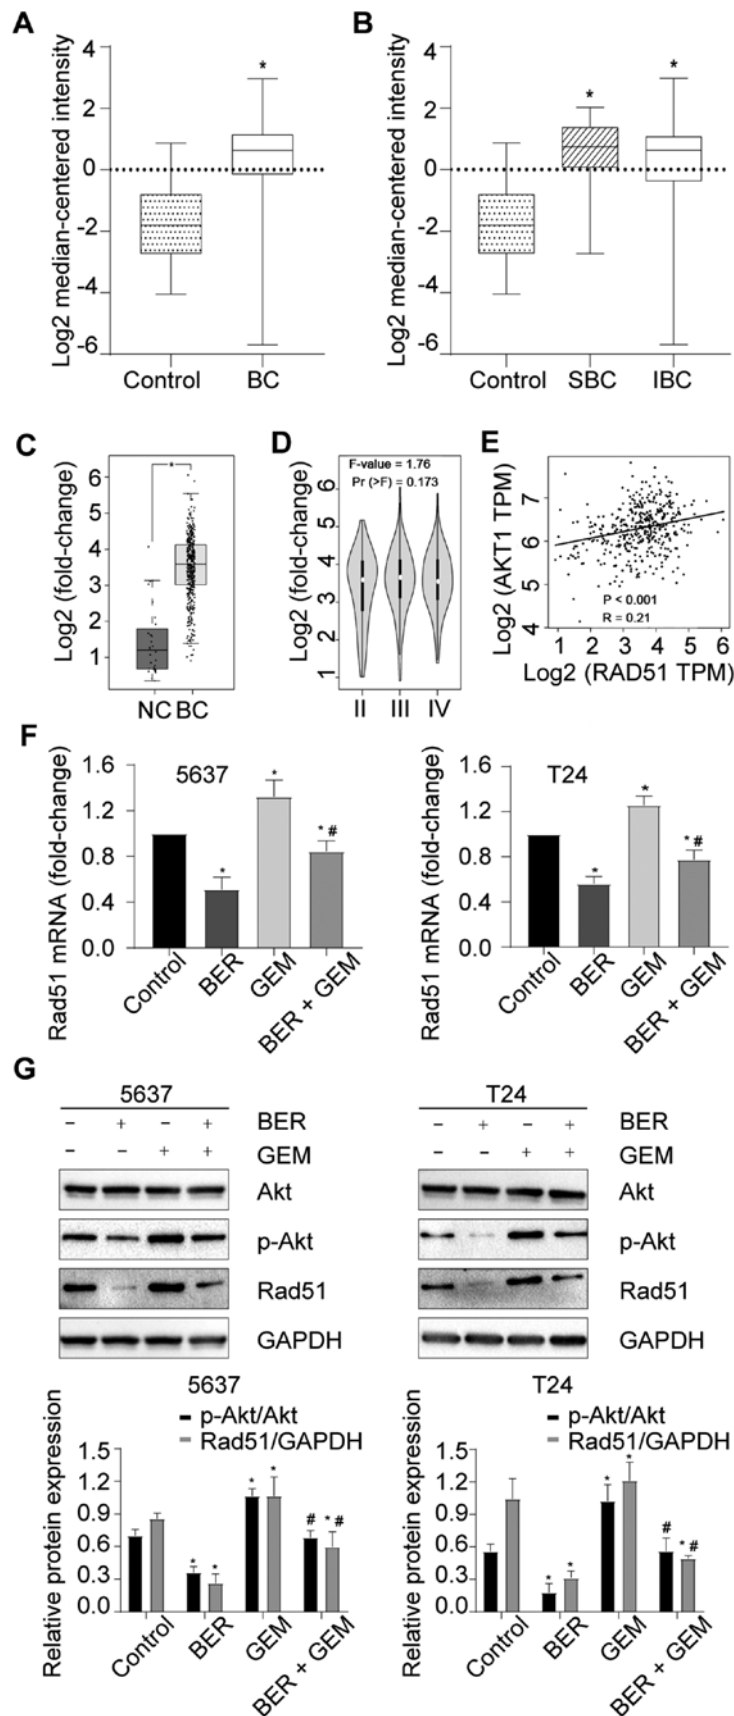 A
Log2 median-centered intensity
4
2
0
-2
-4
-6
*
Control
BC
B
Log2 median-centered intensity
4
2
0
-2
-4
-6
*
*
Control
SBC
IBC
C
Log2 (fold-change)
6
5
4
3
2
1
*
NC
BC
D
Log2 (fold-change)
6
5
4
3
2
1
F-value = 1.76
Pr (>F) = 0.173
II
III
IV
E
Log2 (AKT1 TPM)
7
6
5
4
P < 0.001
R = 0.21
1 2 3 4 5 6
Log2 (RAD51 TPM)
F
Rad51 mRNA (fold-change)
1.6
1.2
0.8
0.4
0.0
5637
*
*
* #
Control
BER
GEM
BER + GEM
Rad51 mRNA (fold-change)
1.6
1.2
0.8
0.4
0.0
T24
*
*
* #
Control
BER
GEM
BER + GEM
G
5637
– + – + BER
– – + + GEM
Akt
p-Akt
Rad51
GAPDH
T24
– + – + BER
– – + + GEM
Akt
p-Akt
Rad51
GAPDH
5637
p-Akt/Akt
Rad51/GAPDH
Relative protein expression
1.5
1.2
0.9
0.6
0.3
0.0
* *
* *
# * #
Control
BER
GEM
BER + GEM
T24
p-Akt/Akt
Rad51/GAPDH
Relative protein expression
1.5
1.2
0.9
0.6
0.3
0.0
* *
* *
# * #
Control
BER
GEM
BER + GEM